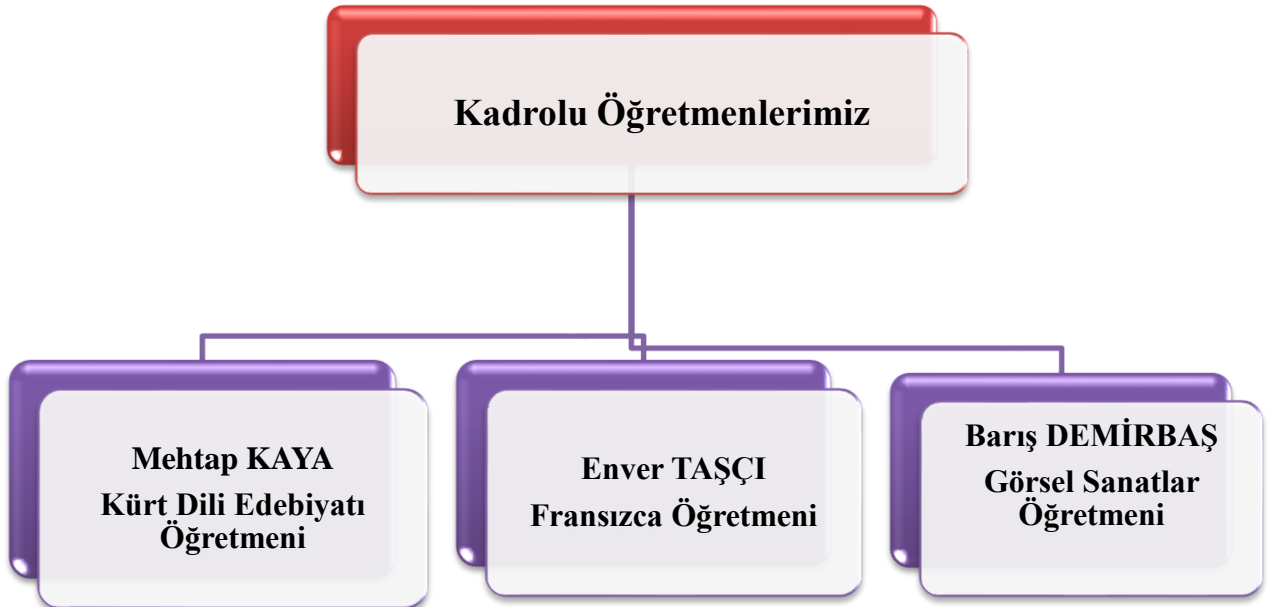 Kadrolu Öğretmenlerimiz
Mehtap KAYA
Kürt Dili Edebiyatı
Öğretmeni
Enver TAŞÇI
Fransızca Öğretmeni
Barış DEMİRBAŞ
Görsel Sanatlar
Öğretmeni